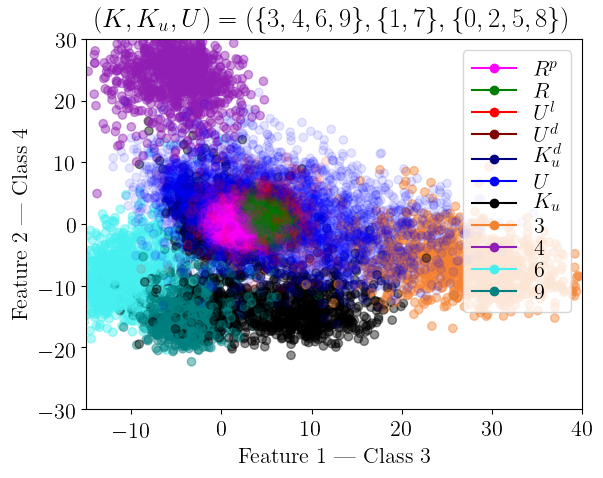 (K, K_u, U) = ({3, 4, 6, 9}, {1, 7}, {0, 2, 5, 8})
30
20
10
0
−10
−20
−30
−10
0
10
20
30
40
Feature 2 — Class 4
Feature 1 — Class 3
R^p
R
U^l
U^d
K_u^d
U
K_u
3
4
6
9